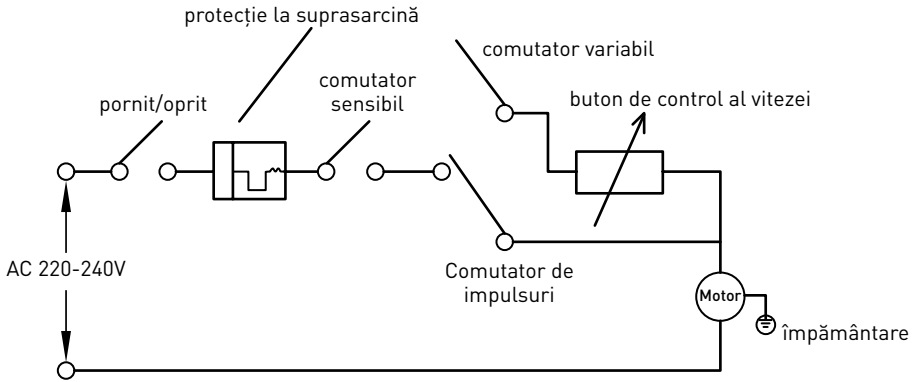 protecție la suprasarcină
comutator variabil
comutator
sensibil
pornit/oprit
buton de control al vitezei
AC 220-240V
Comutator de
impulsuri
Motor
împământare